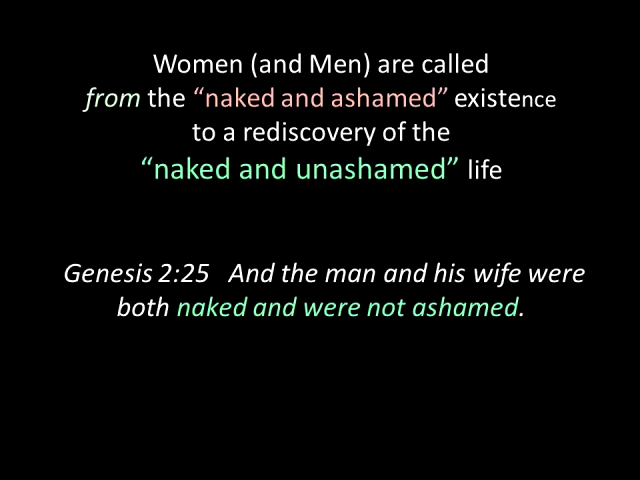 Women (and Men) are called
from the “naked and ashamed” existence
to a rediscovery of the
“naked and unashamed” life
Genesis 2:25 And the man and his wife were
both naked and were not ashamed.